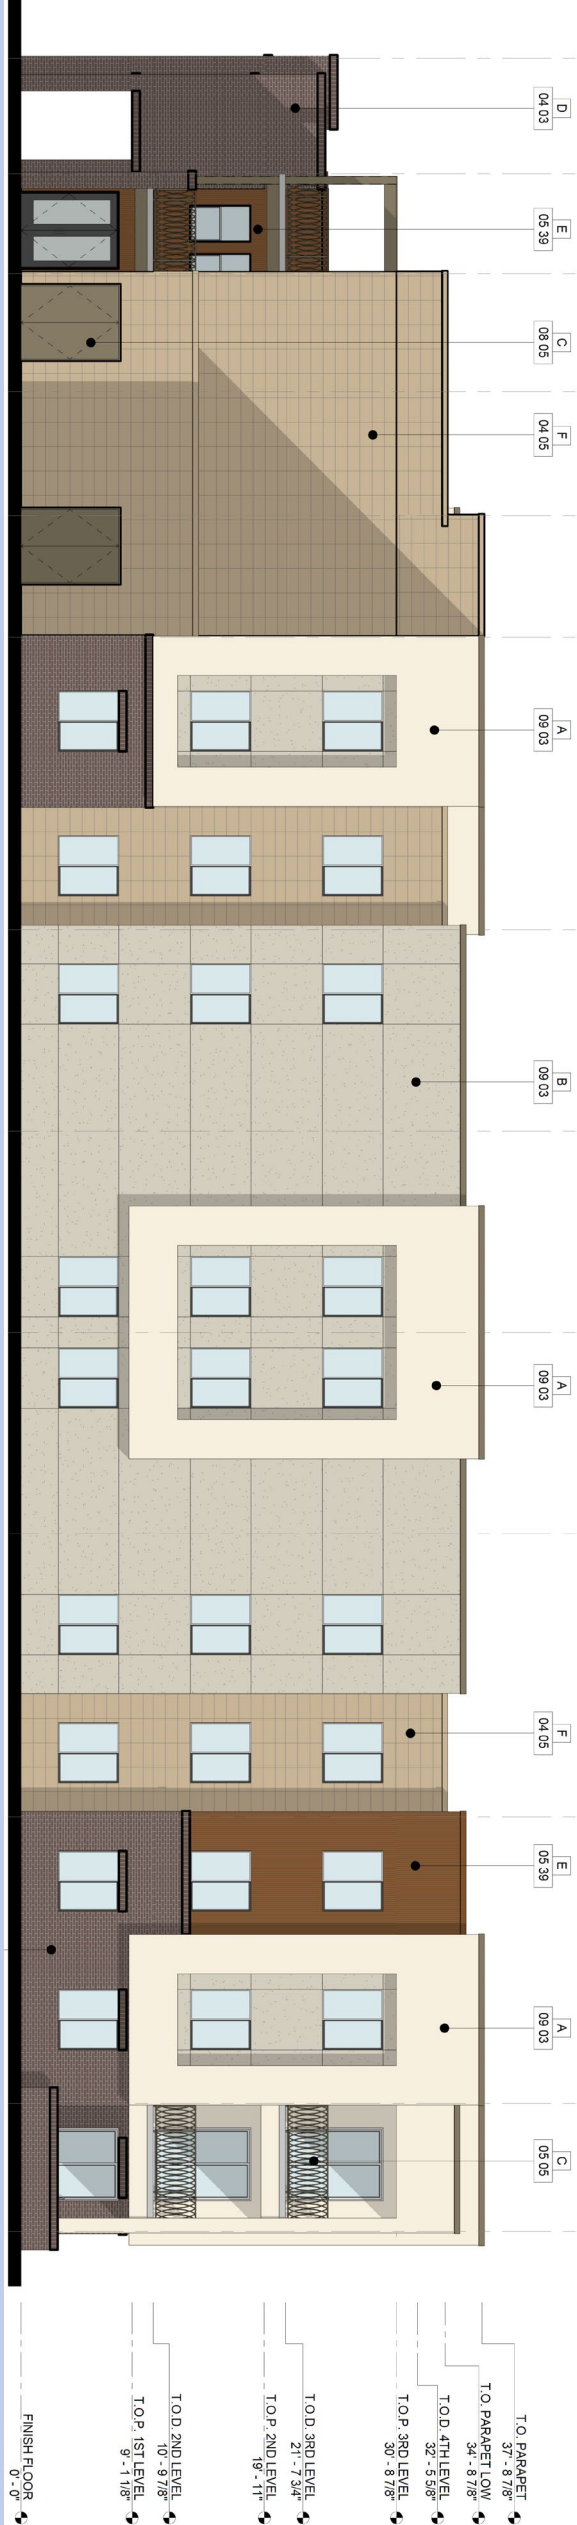 D
04 03
E
05 39
C
08 05
F
04 05
A
09 03
B
09 03
A
09 03
F
04 05
E
05 39
A
09 03
C
05 05
T.O. PARAPET
37' - 8 7/8"
T.O. PARAPET LOW
34' - 8 7/8"
T.O.D. 4TH LEVEL
32' - 5 5/8"
T.O.P. 3RD LEVEL
30' - 8 7/8"
T.O.D. 3RD LEVEL
21' - 7 3/4"
T.O.P. 2ND LEVEL
19' - 11"
T.O.D. 2ND LEVEL
10' - 9 7/8"
T.O.P. 1ST LEVEL
9' - 1 1/8"
FINISH FLOOR
0' - 0"